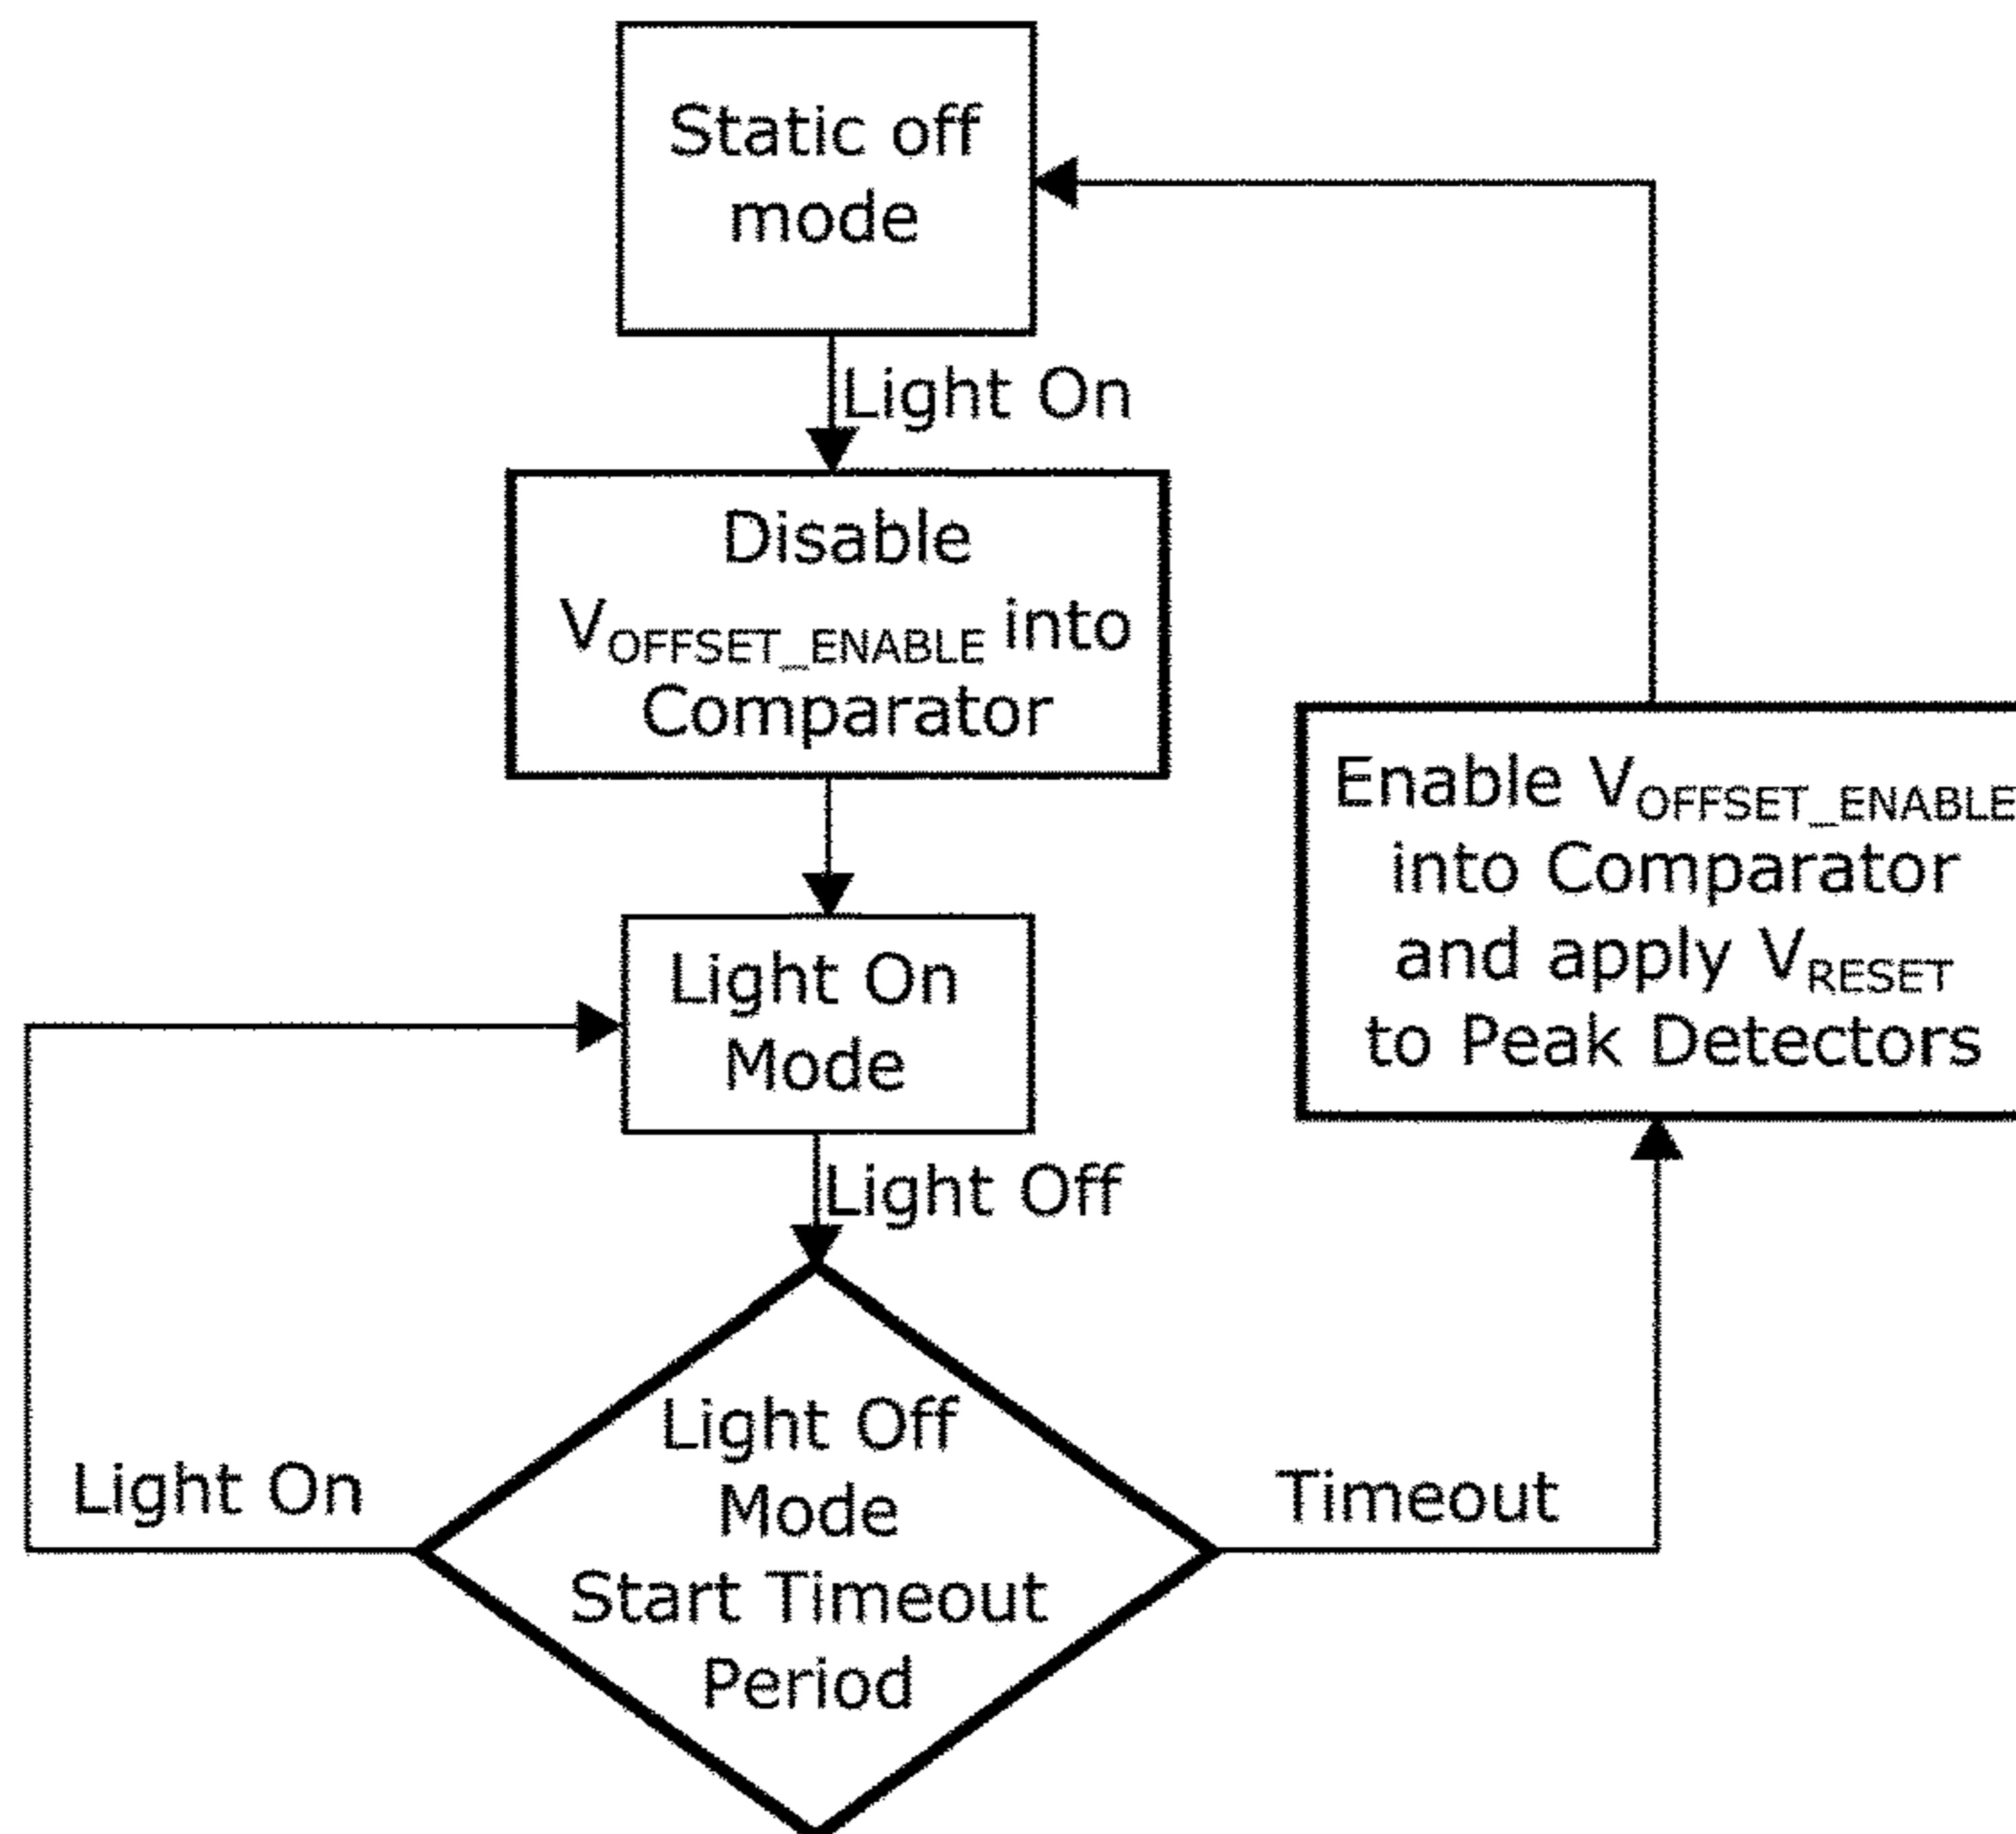 Static off
mode
Light On
Disable
VOFFSET_ENABLE into
Comparator
Light On
Mode
Light Off
Enable VOFFSET_ENABLE
into Comparator
and apply VRESET
to Peak Detectors
Light Off
Mode
Start Timeout
Period
Light On
Timeout